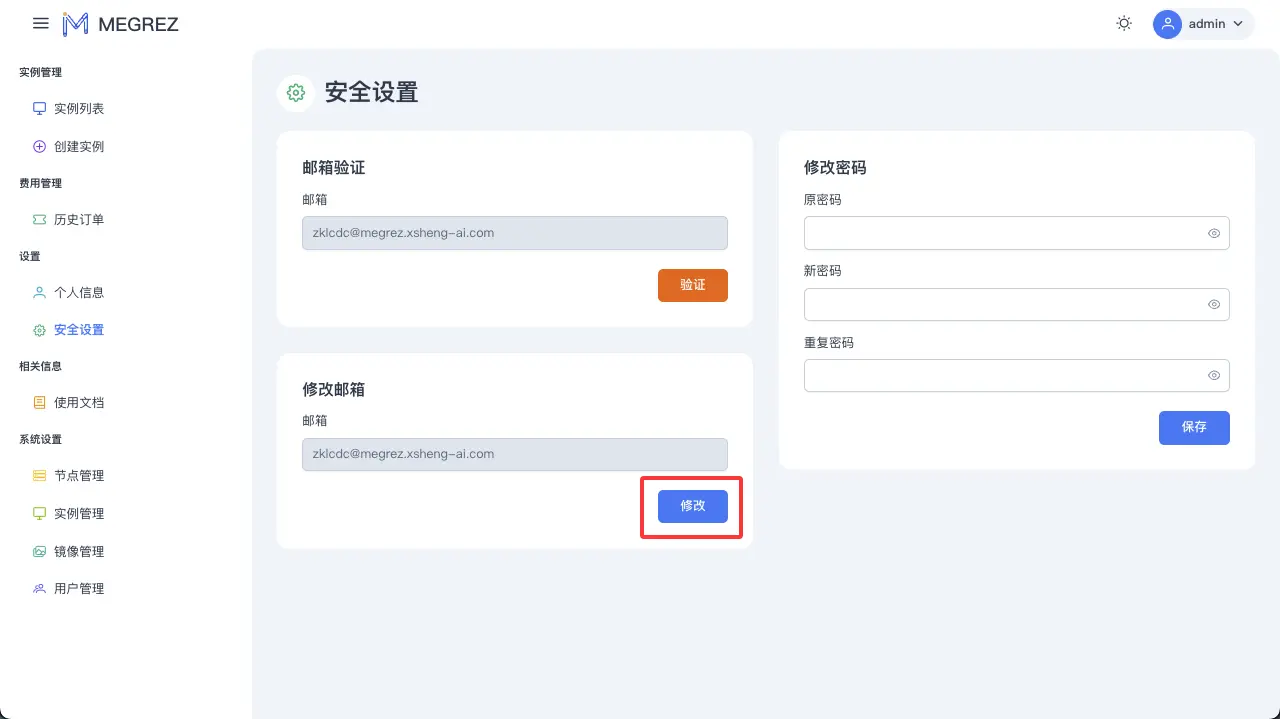 MEGREZ
admin
实例管理
实例列表
创建实例
费用管理
历史订单
设置
个人信息
安全设置
相关信息
使用文档
系统设置
节点管理
实例管理
镜像管理
用户管理
安全设置
邮箱验证
邮箱
zklcdc@megrez.xsheng-ai.com
验证
修改邮箱
邮箱
zklcdc@megrez.xsheng-ai.com
修改
修改密码
原密码
新密码
重复密码
保存